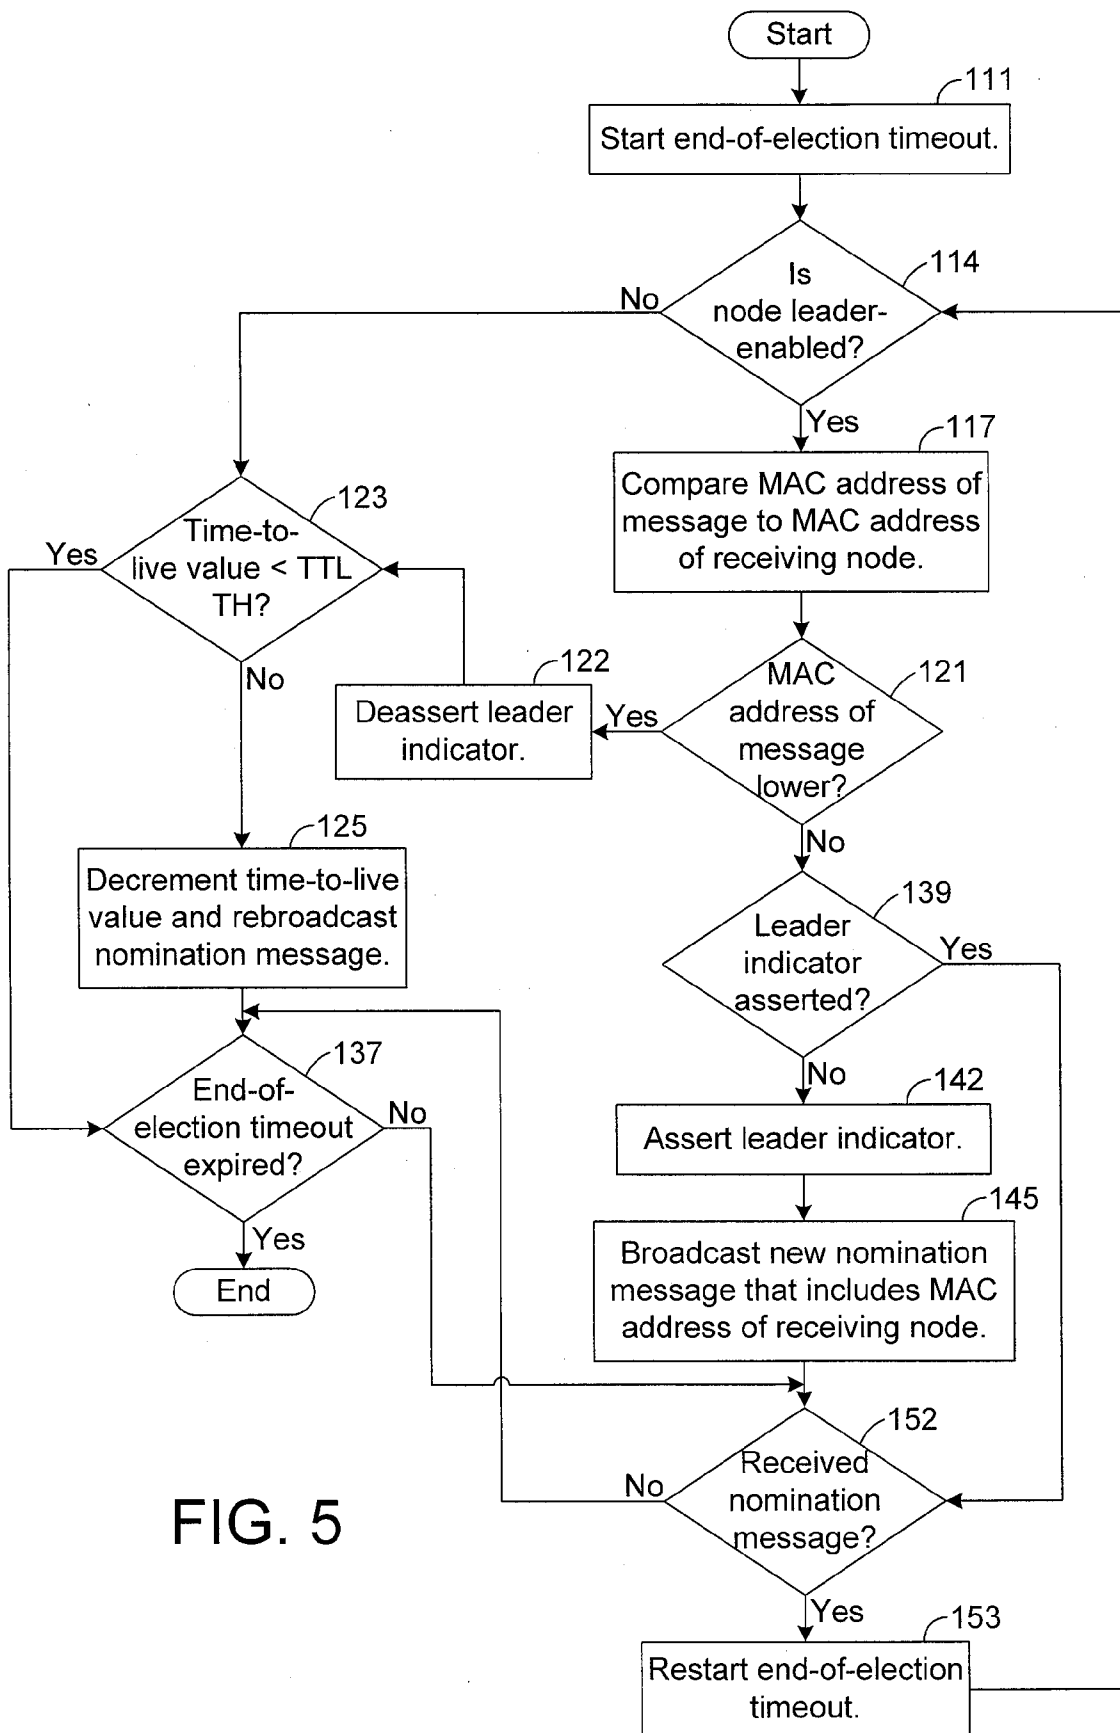 Start
111
Start end-of-election timeout.
114
Is
node leader-
enabled?
No
Yes
117
Compare MAC address of
message to MAC address
of receiving node.
123
Time-to-
live value < TTL
TH?
Yes
No
122
Deassert leader
indicator.
Yes
121
MAC
address of
message
lower?
No
125
Decrement time-to-live
value and rebroadcast
nomination message.
139
Leader
indicator
asserted?
Yes
No
137
End-of-
election timeout
expired?
No
Yes
End
142
Assert leader indicator.
145
Broadcast new nomination
message that includes MAC
address of receiving node.
152
Received
nomination
message?
No
Yes
FIG. 5
153
Restart end-of-election
timeout.